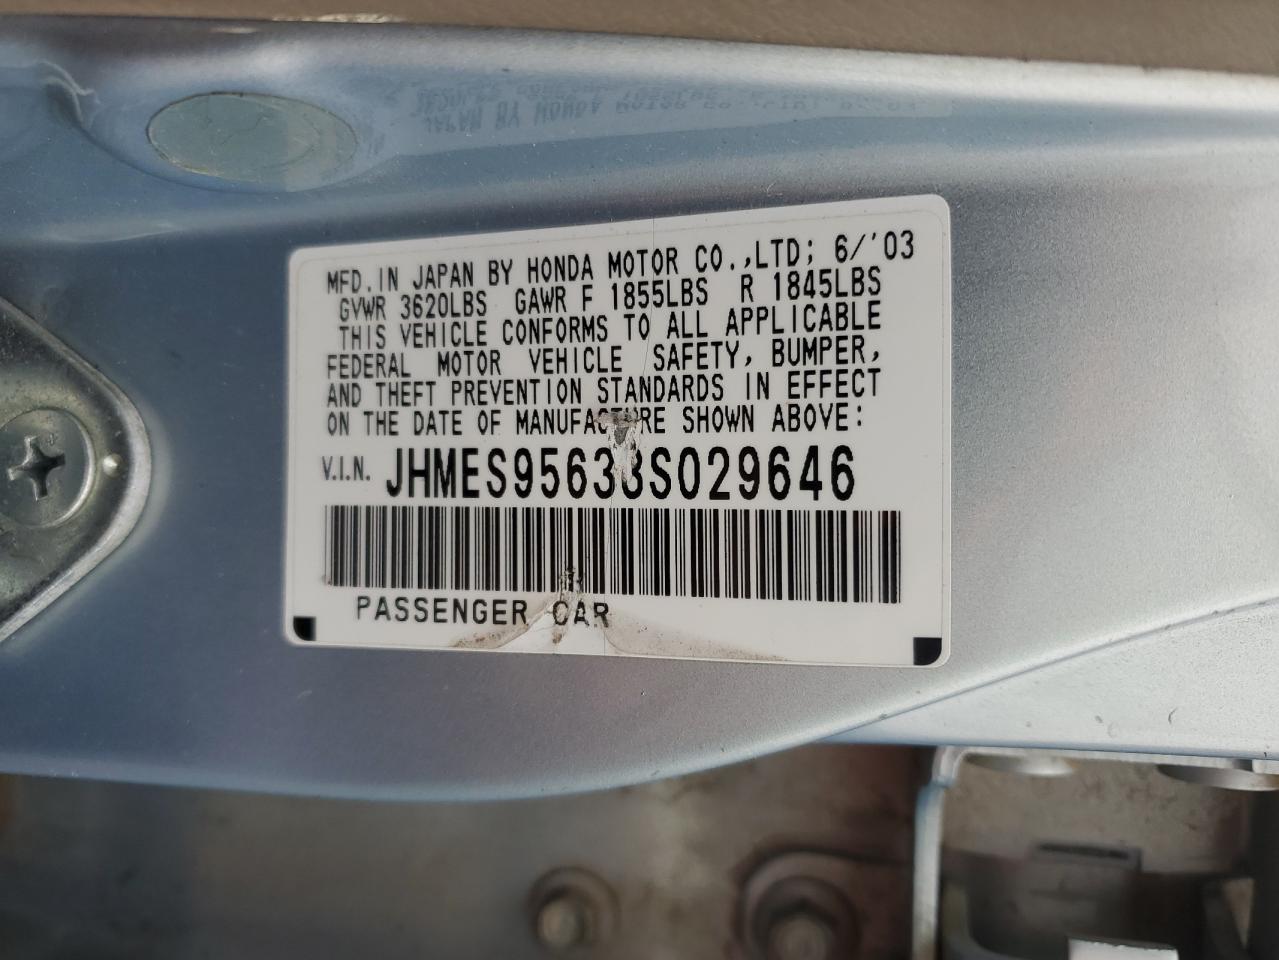 MFD. IN JAPAN BY HONDA MOTOR CO.,LTD; 6/'03
GVWR 3620LBS GAWR F 1855LBS R 1845LBS
THIS VEHICLE CONFORMS TO ALL APPLICABLE
FEDERAL MOTOR VEHICLE SAFETY, BUMPER,
AND THEFT PREVENTION STANDARDS IN EFFECT
ON THE DATE OF MANUFACTURE SHOWN ABOVE:
V.I.N. JHMES95633S029646
PASSENGER CAR